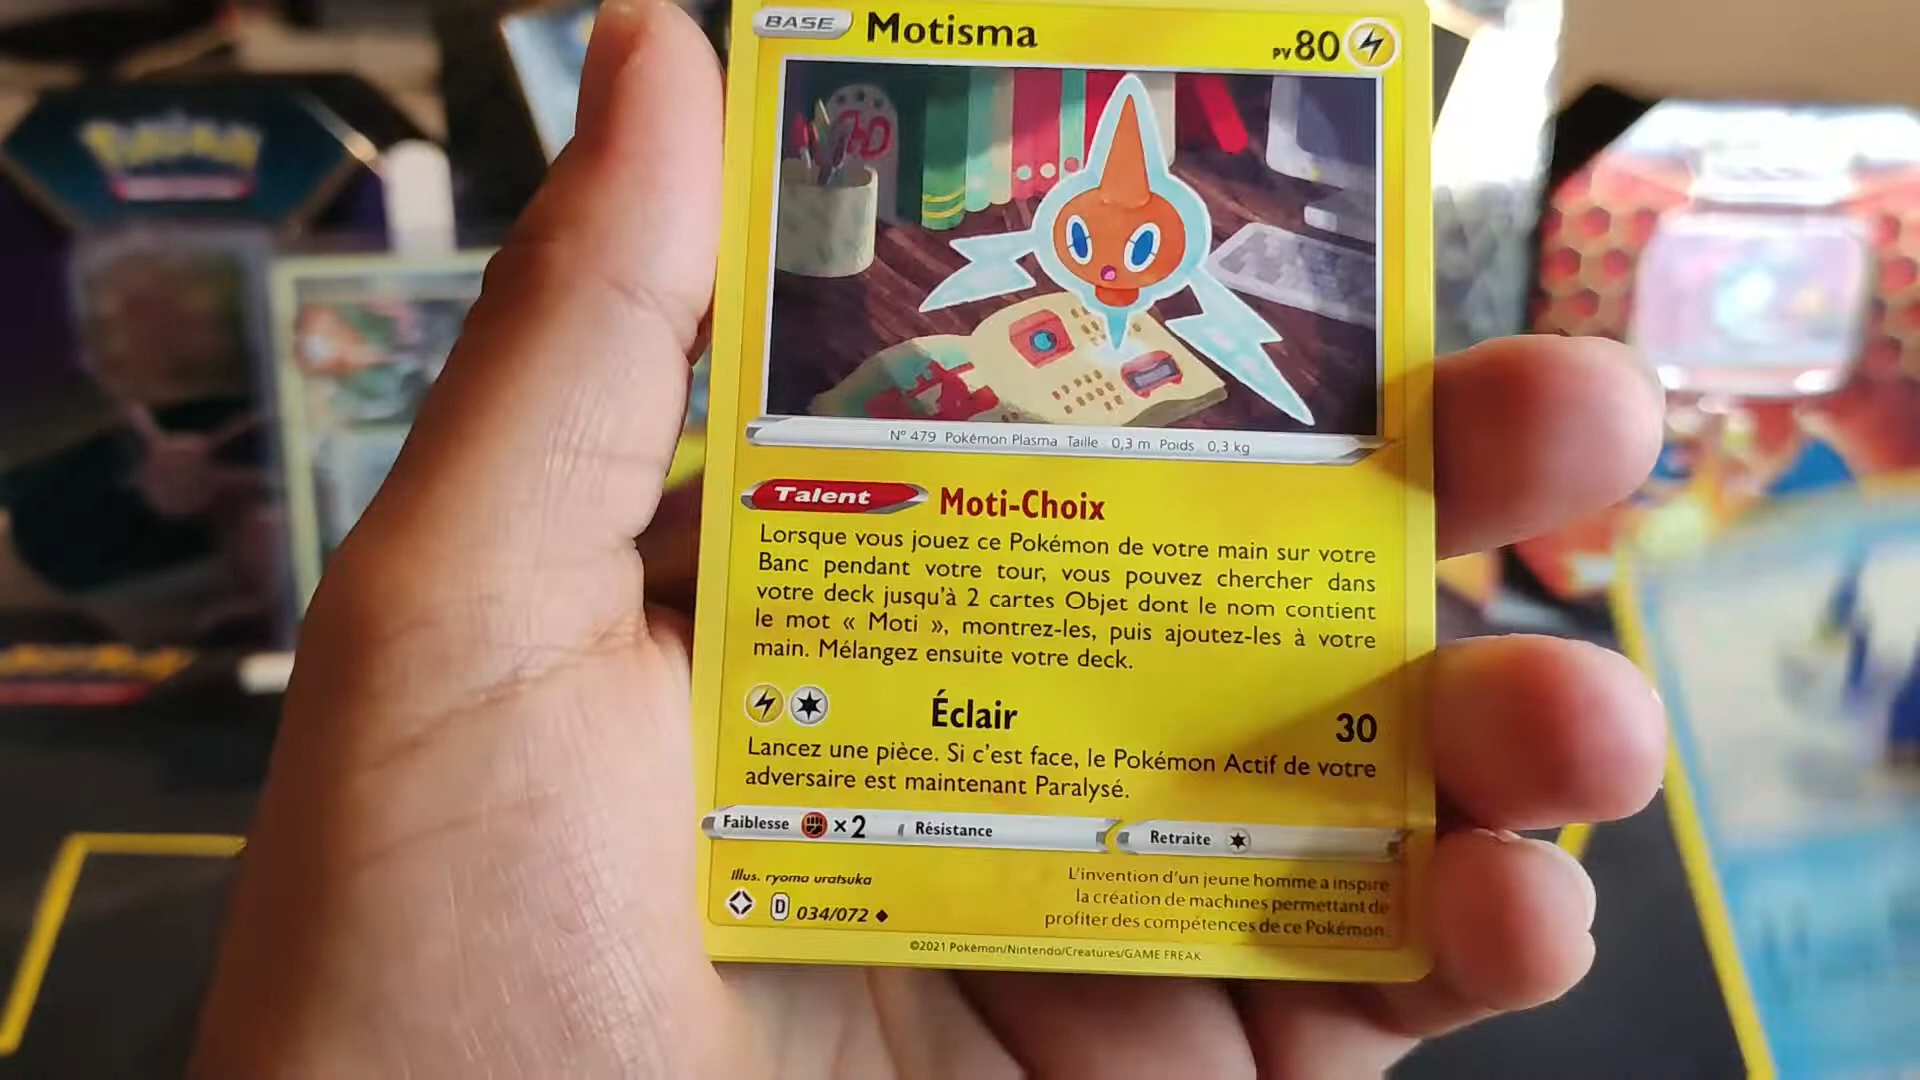 BASE Motisma PV 80
N° 479 Pokémon Plasma Taille 0,3 m Poids 0,3 kg
Talent Moti-Choix
Lorsque vous jouez ce Pokémon de votre main sur votre
Banc pendant votre tour, vous pouvez chercher dans
votre deck jusqu'à 2 cartes Objet dont le nom contient
le mot « Moti », montrez-les, puis ajoutez-les à votre
main. Mélangez ensuite votre deck.
Éclair 30
Lancez une pièce. Si c'est face, le Pokémon Actif de votre
adversaire est maintenant Paralysé.
Faiblesse ×2 Résistance Retraite
Illus. ryoma uratsuka
D 034/072
L'invention d'un jeune homme a inspiré
la création de machines permettant de
profiter des compétences de ce Pokémon.
©2021 Pokémon/Nintendo/Creatures/GAME FREAK
POKÉMON